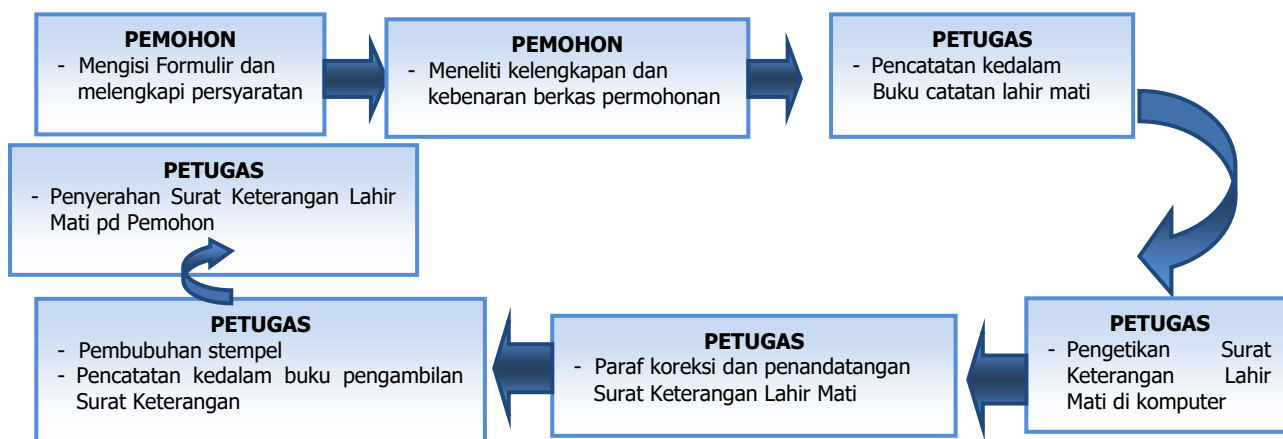 PEMOHON
- Mengisi Formulir dan
melengkapi persyaratan
PEMOHON
- Meneliti kelengkapan dan
kebenaran berkas permohonan
PETUGAS
- Pencatatan kedalam
Buku catatan lahir mati
PETUGAS
- Pengetikan Surat
Keterangan Lahir
Mati di komputer
PETUGAS
- Paraf koreksi dan penandatangan
Surat Keterangan Lahir Mati
PETUGAS
- Pembubuhan stempel
- Pencatatan kedalam buku pengambilan
Surat Keterangan
PETUGAS
- Penyerahan Surat Keterangan Lahir
Mati pd Pemohon